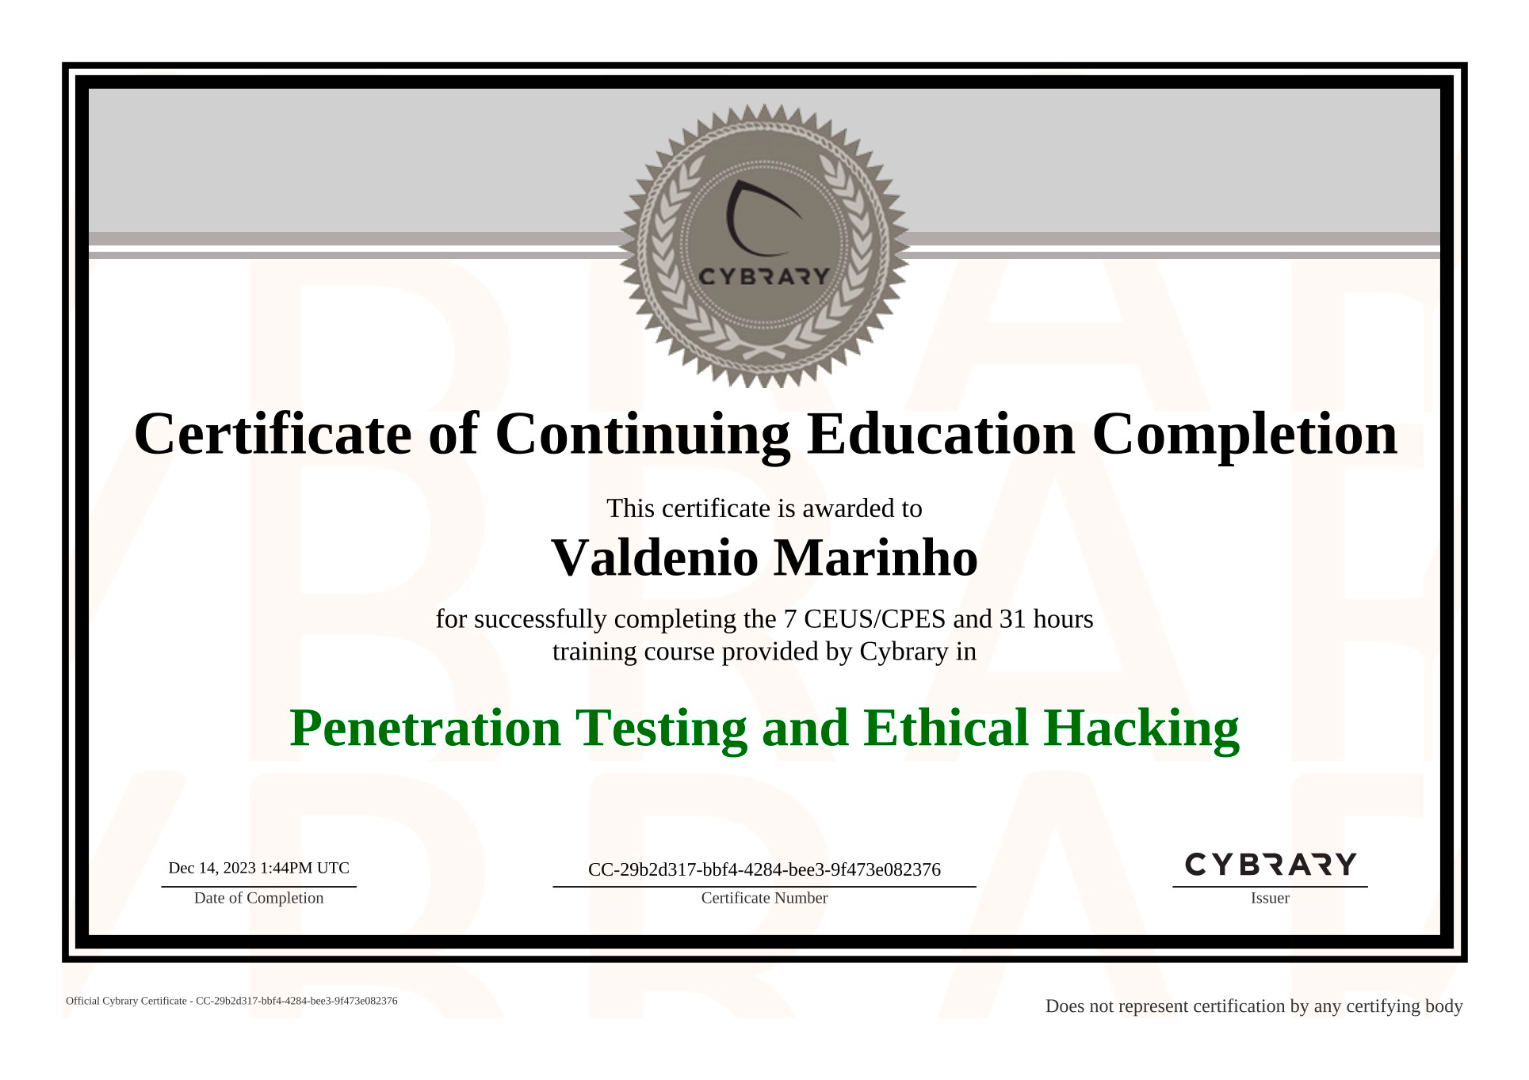 CYBRARY
Certificate of Continuing Education Completion
This certificate is awarded to
Valdenio Marinho
for successfully completing the 7 CEUS/CPES and 31 hours
training course provided by Cybrary in
Penetration Testing and Ethical Hacking
Dec 14, 2023 1:44PM UTC
Date of Completion
CC-29b2d317-bbf4-4284-bee3-9f473e082376
Certificate Number
CYBRARY
Issuer
Official Cybrary Certificate - CC-29b2d317-bbf4-4284-bee3-9f473e082376
Does not represent certification by any certifying body